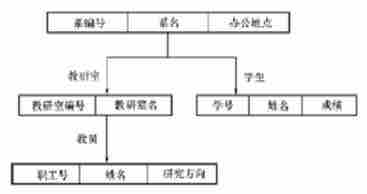 系编号 系名 办公地点
教研室 学生
教研室编号 教研室名 学号 姓名 成绩
教员
职工号 姓名 研究方向